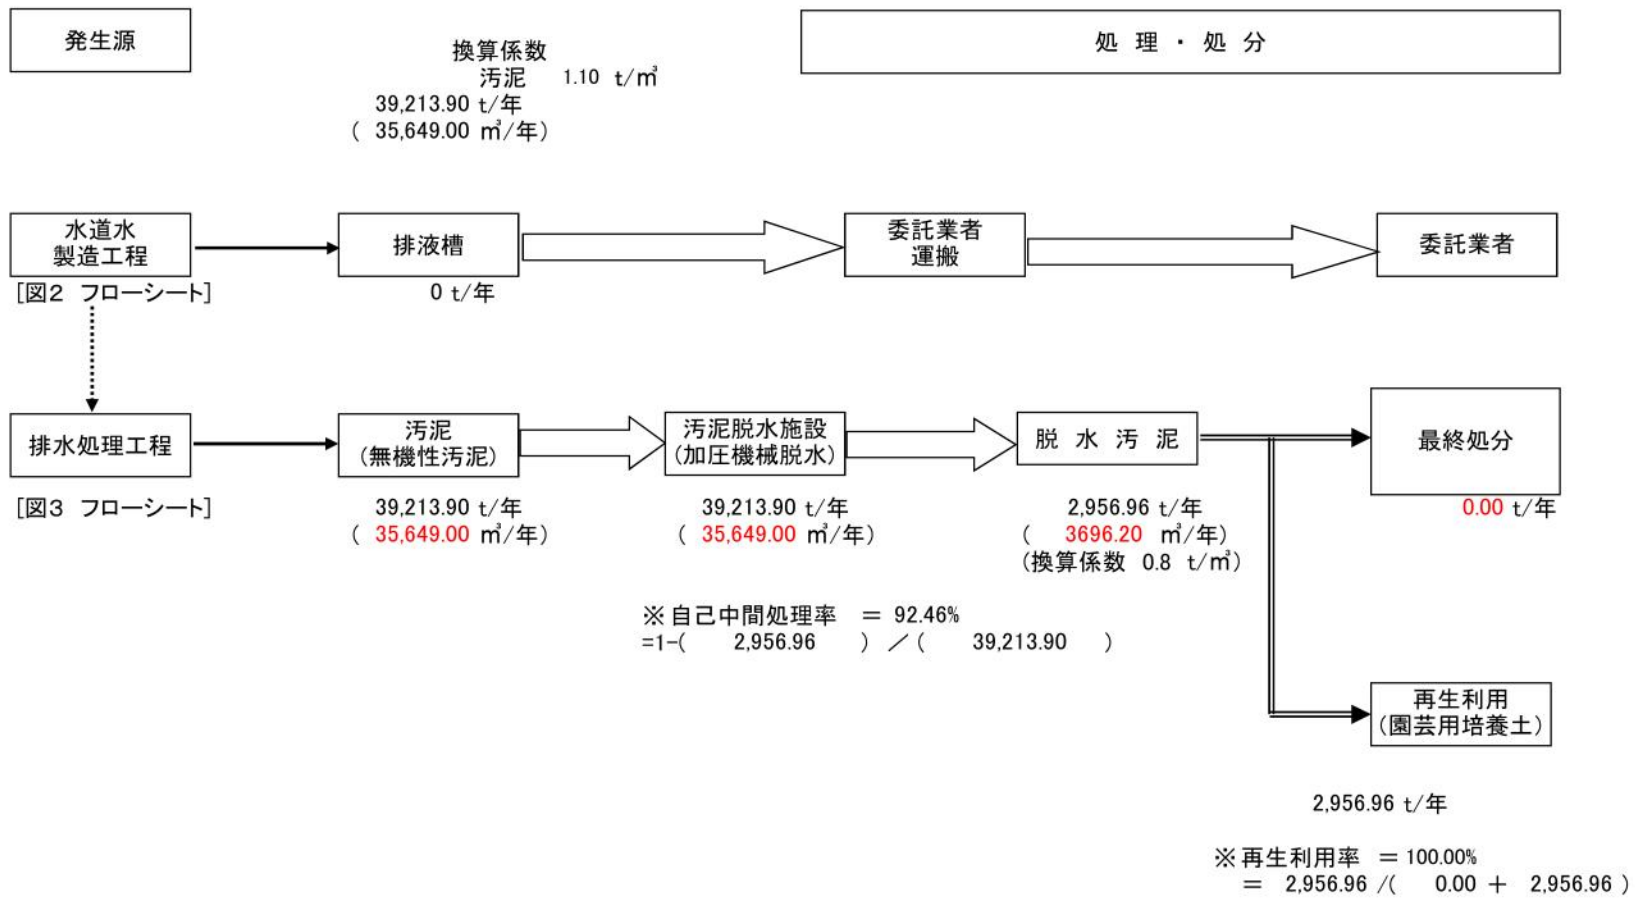 発生源
処 理 ・ 処 分
換算係数
汚泥 1.10 t/㎥
39,213.90 t/年
( 35,649.00 ㎥/年)
水道水
製造工程
排液槽
委託業者
運搬
委託業者
[図2 フローシート]
0 t/年
排水処理工程
汚泥
(無機性汚泥)
汚泥脱水施設
(加圧機械脱水)
脱 水 汚 泥
最終処分
[図3 フローシート]
39,213.90 t/年
( 35,649.00 ㎥/年)
39,213.90 t/年
( 35,649.00 ㎥/年)
2,956.96 t/年
( 3696.20 ㎥/年)
(換算係数 0.8 t/㎥)
0.00 t/年
※自己中間処理率 = 92.46%
=1-( 2,956.96 ) /( 39,213.90 )
再生利用
(園芸用培養土)
2,956.96 t/年
※再生利用率 = 100.00%
= 2,956.96 /( 0.00 + 2,956.96 )